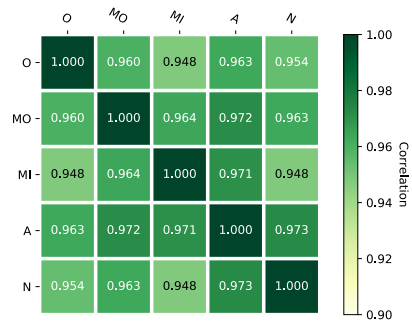 O MO MI A N
O 1.000 0.960 0.948 0.963 0.954
MO 0.960 1.000 0.964 0.972 0.963
MI 0.948 0.964 1.000 0.971 0.948
A 0.963 0.972 0.971 1.000 0.973
N 0.954 0.963 0.948 0.973 1.000
1.00
0.98
0.96
0.94
0.92
0.90
Correlation